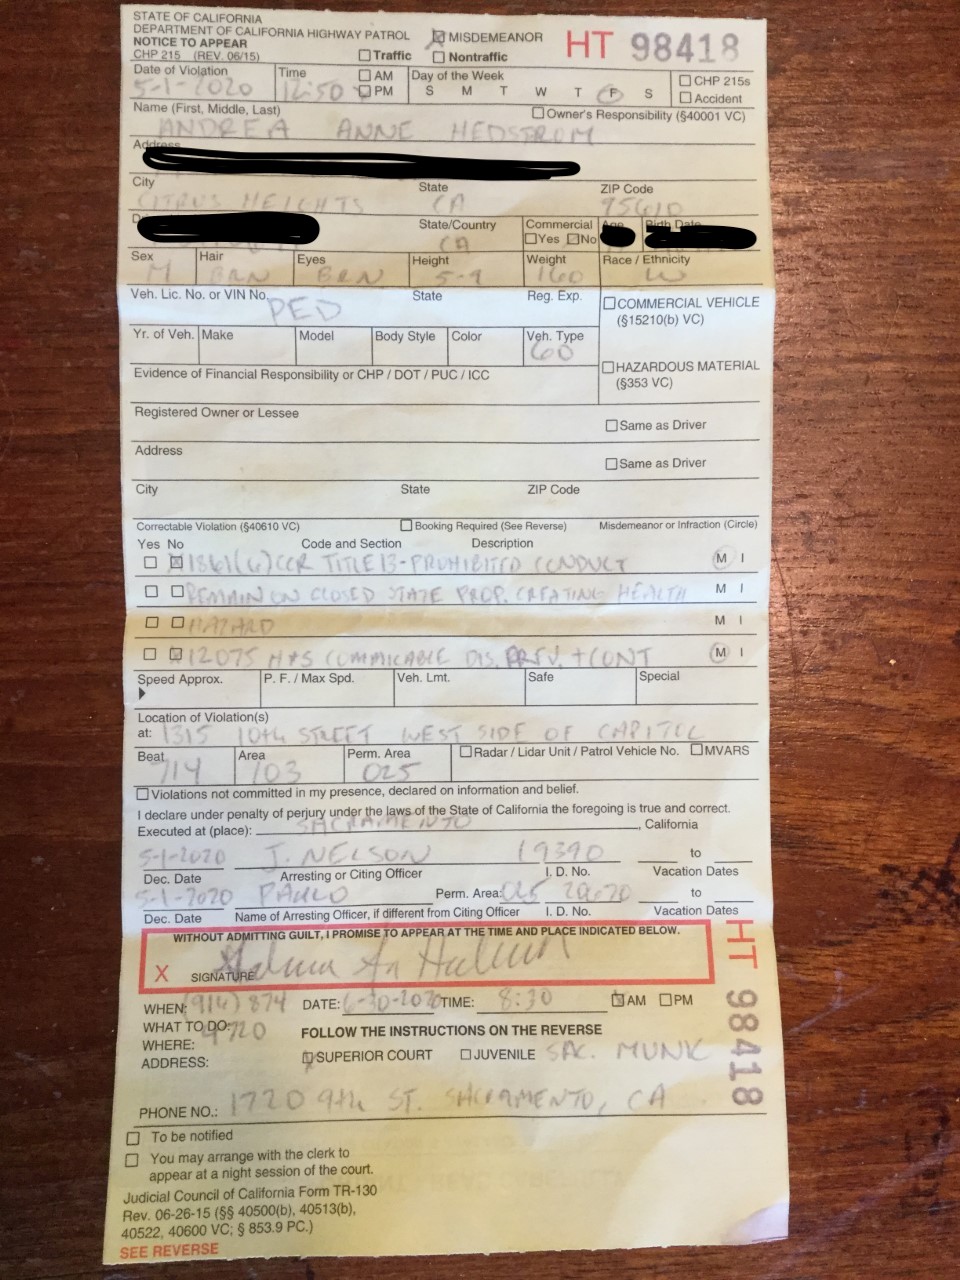 STATE OF CALIFORNIA
DEPARTMENT OF CALIFORNIA HIGHWAY PATROL
NOTICE TO APPEAR
CHP 215 (REV. 06/15)
MISDEMEANOR
Traffic Nontraffic
HT 98418
Date of Violation Time AM PM Day of the Week CHP 215s
5-1-2020 12:50 S M T W T F S Accident
Name (First, Middle, Last) Owner's Responsibility (§40001 VC)
ANDREA ANNE HEDSTROM
Address
City State ZIP Code
CITRUS HEIGHTS CA 95610
State/Country Commercial Age Birth Date
CA Yes No
Sex Hair Eyes Height Weight Race / Ethnicity
BRN BRN 5-9 160 W
Veh. Lic. No. or VIN No. State Reg. Exp. COMMERCIAL VEHICLE
PED (§15210(b) VC)
Yr. of Veh. Make Model Body Style Color Veh. Type
60
HAZARDOUS MATERIAL
(§353 VC)
Evidence of Financial Responsibility or CHP / DOT / PUC / ICC
Registered Owner or Lessee
Same as Driver
Address
Same as Driver
City State ZIP Code
Correctable Violation (§40610 VC) Booking Required (See Reverse) Misdemeanor or Infraction (Circle)
Yes No Code and Section Description
1861(6) CCR TITLE 13-PROHIBITED CONDUCT M I
REMAIN ON CLOSED STATE PROP. CREATING HEALTH M I
HAZARD M I
12075 H+S COMMICABLE DIS. PREV. + CONT M I
Speed Approx. P. F. / Max Spd. Veh. Lmt. Safe Special
Location of Violation(s)
at: 1315 10th STREET WEST SIDE OF CAPITOL
Beat Area Perm. Area Radar / Lidar Unit / Patrol Vehicle No. MVARS
714 103 025
Violations not committed in my presence, declared on information and belief.
I declare under penalty of perjury under the laws of the State of California the foregoing is true and correct.
Executed at (place): SACRAMENTO , California
5-1-2020 J. NELSON 19390 to
Dec. Date Arresting or Citing Officer I. D. No. Vacation Dates
5-1-2020 Perm. Area: 025 to
Dec. Date Name of Arresting Officer, if different from Citing Officer I. D. No. Vacation Dates
WITHOUT ADMITTING GUILT, I PROMISE TO APPEAR AT THE TIME AND PLACE INDICATED BELOW.
X SIGNATURE
WHEN: (916) 874 DATE: 6-30-2020 TIME: 8:30 AM PM
WHAT TO DO: FOLLOW THE INSTRUCTIONS ON THE REVERSE
WHERE: SUPERIOR COURT JUVENILE SAC.
ADDRESS:
PHONE NO.: 1720 9th ST. SACRAMENTO, CA
HT 98418
To be notified
You may arrange with the clerk to
appear at a night session of the court.
Judicial Council of California Form TR-130
Rev. 06-26-15 (§§ 40500(b), 40513(b),
40522, 40600 VC; § 853.9 PC.)
SEE REVERSE